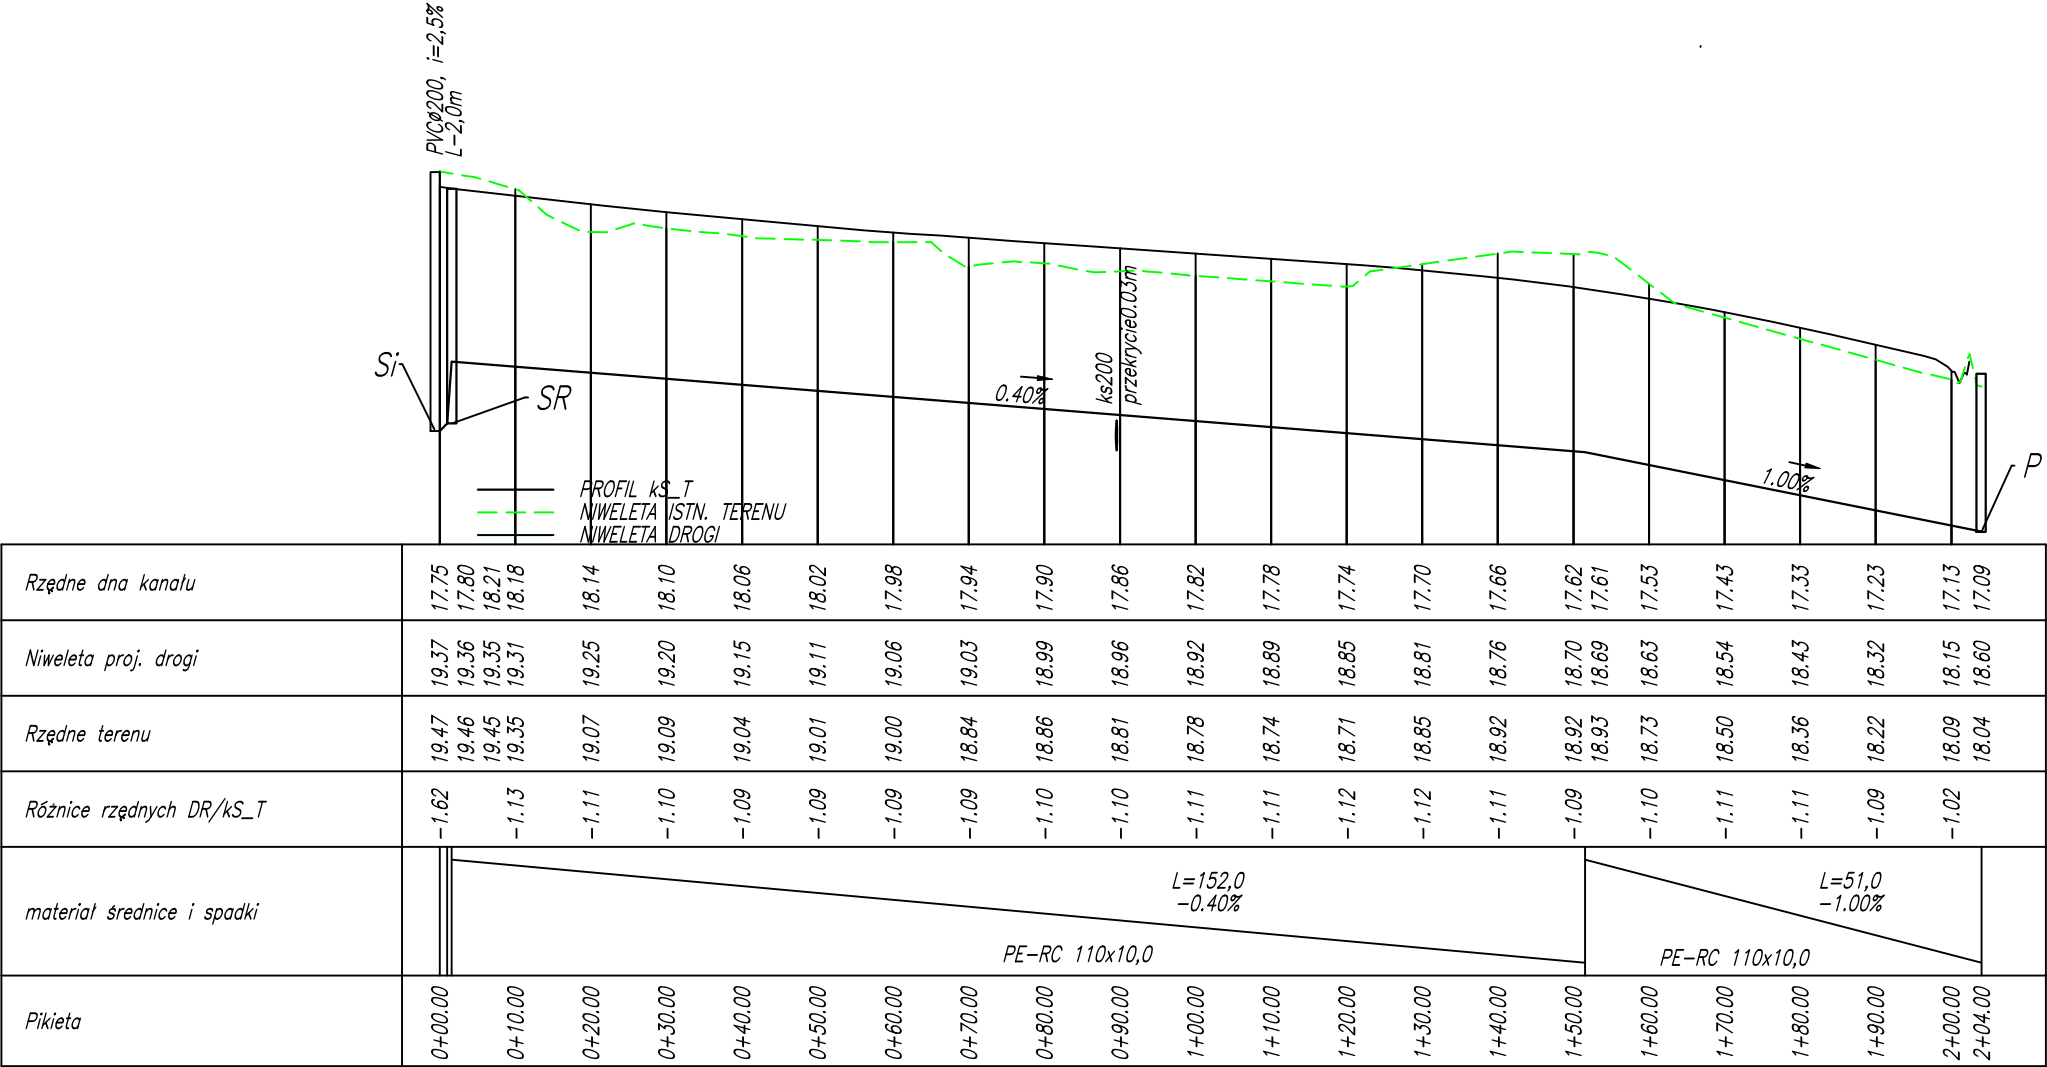 PVCø200, i=2,5%
L-2,0m
Si
SR
0.40%
ks200
przekrycie0.03m
1.00%
P
PROFIL kS_T
NIWELETA ISTN. TERENU
NIWELETA DROGI
Rzędne dna kanału 17.75 17.80 18.21 18.18 18.14 18.10 18.06 18.02 17.98 17.94 17.90 17.86 17.82 17.78 17.74 17.70 17.66 17.62 17.61 17.53 17.43 17.33 17.23 17.13 17.09
Niweleta proj. drogi 19.37 19.36 19.35 19.31 19.25 19.20 19.15 19.11 19.06 19.03 18.99 18.96 18.92 18.89 18.85 18.81 18.76 18.70 18.69 18.63 18.54 18.43 18.32 18.15 18.60
Rzędne terenu 19.47 19.46 19.45 19.35 19.07 19.09 19.04 19.01 19.00 18.84 18.86 18.81 18.78 18.74 18.71 18.85 18.92 18.92 18.93 18.73 18.50 18.36 18.22 18.09 18.04
Różnice rzędnych DR/kS_T -1.62 -1.13 -1.11 -1.10 -1.09 -1.09 -1.09 -1.09 -1.10 -1.10 -1.11 -1.11 -1.12 -1.12 -1.11 -1.09 -1.10 -1.11 -1.11 -1.09 -1.02
materiał średnice i spadki
L=152,0
-0.40%
PE-RC 110x10,0
L=51,0
-1.00%
PE-RC 110x10,0
Pikieta 0+00.00 0+10.00 0+20.00 0+30.00 0+40.00 0+50.00 0+60.00 0+70.00 0+80.00 0+90.00 1+00.00 1+10.00 1+20.00 1+30.00 1+40.00 1+50.00 1+60.00 1+70.00 1+80.00 1+90.00 2+00.00 2+04.00